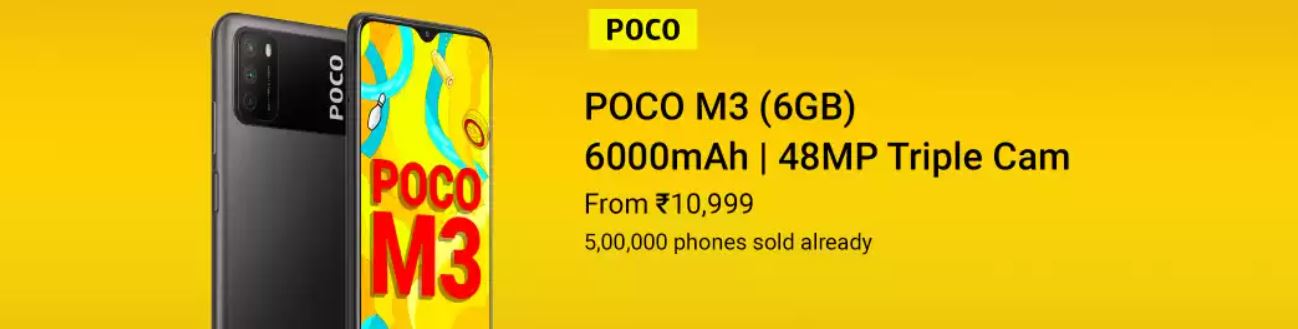 POCO
POCO
M3
POCO
POCO M3 (6GB)
6000mAh | 48MP Triple Cam
From ₹10,999
5,00,000 phones sold already